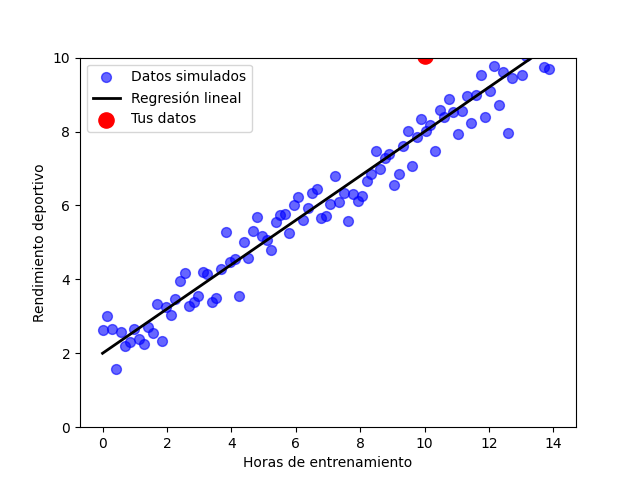 Datos simulados
Regresión lineal
Tus datos
Rendimiento deportivo
10
8
6
4
2
0
0 2 4 6 8 10 12 14
Horas de entrenamiento